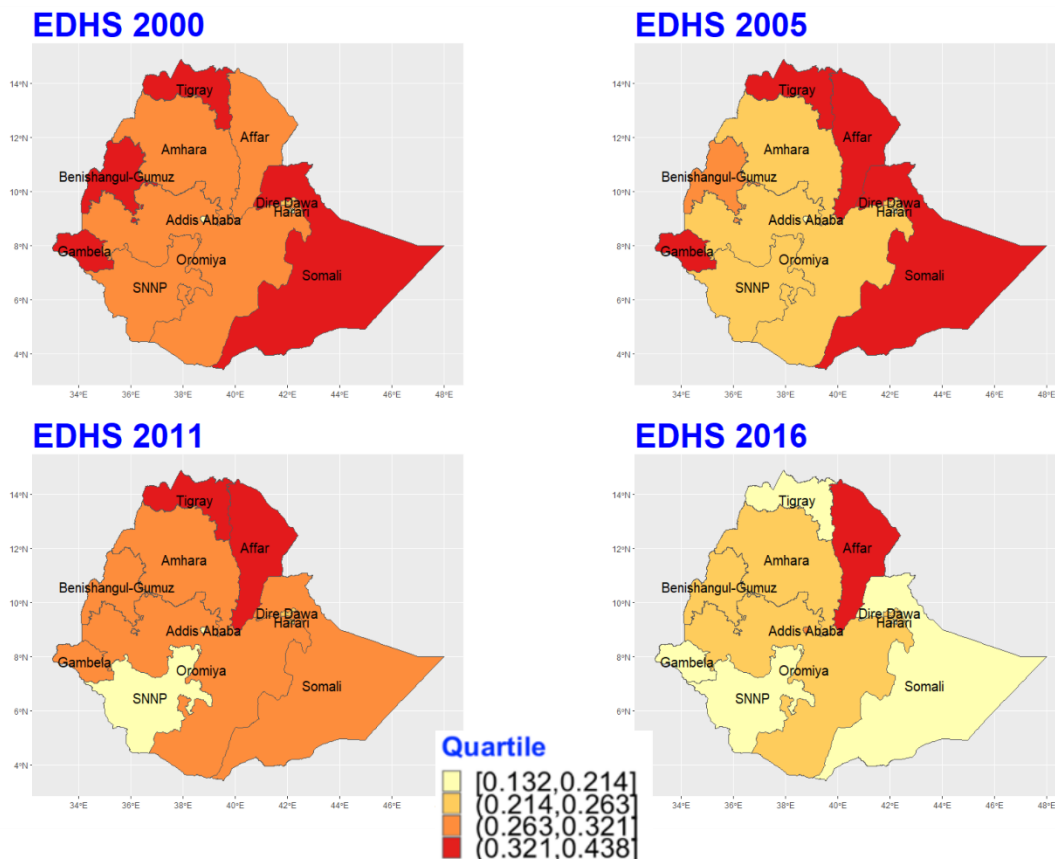 EDHS 2000
14°N
12°N
10°N
8°N
6°N
4°N
Tigray
Affar
Amhara
Benishangul-Gumuz
Dire Dawa
Harari
Addis Ababa
Gambela
Oromiya
Somali
SNNP
34°E 36°E 38°E 40°E 42°E 44°E 46°E 48°E
EDHS 2005
14°N
12°N
10°N
8°N
6°N
4°N
Tigray
Affar
Amhara
Benishangul-Gumuz
Dire Dawa
Harari
Addis Ababa
Gambela
Oromiya
Somali
SNNP
34°E 36°E 38°E 40°E 42°E 44°E 46°E 48°E
EDHS 2011
14°N
12°N
10°N
8°N
6°N
4°N
Tigray
Affar
Amhara
Benishangul-Gumuz
Dire Dawa
Harari
Addis Ababa
Gambela
Oromiya
Somali
SNNP
34°E 36°E 38°E 40°E 42°E 44°E 46°E 48°E
EDHS 2016
14°N
12°N
10°N
8°N
6°N
4°N
Tigray
Affar
Amhara
Benishangul-Gumuz
Dire Dawa
Harari
Addis Ababa
Gambela
Oromiya
Somali
SNNP
34°E 36°E 38°E 40°E 42°E 44°E 46°E 48°E
Quartile
[0.132,0.214]
(0.214,0.263]
(0.263,0.321]
(0.321,0.438]